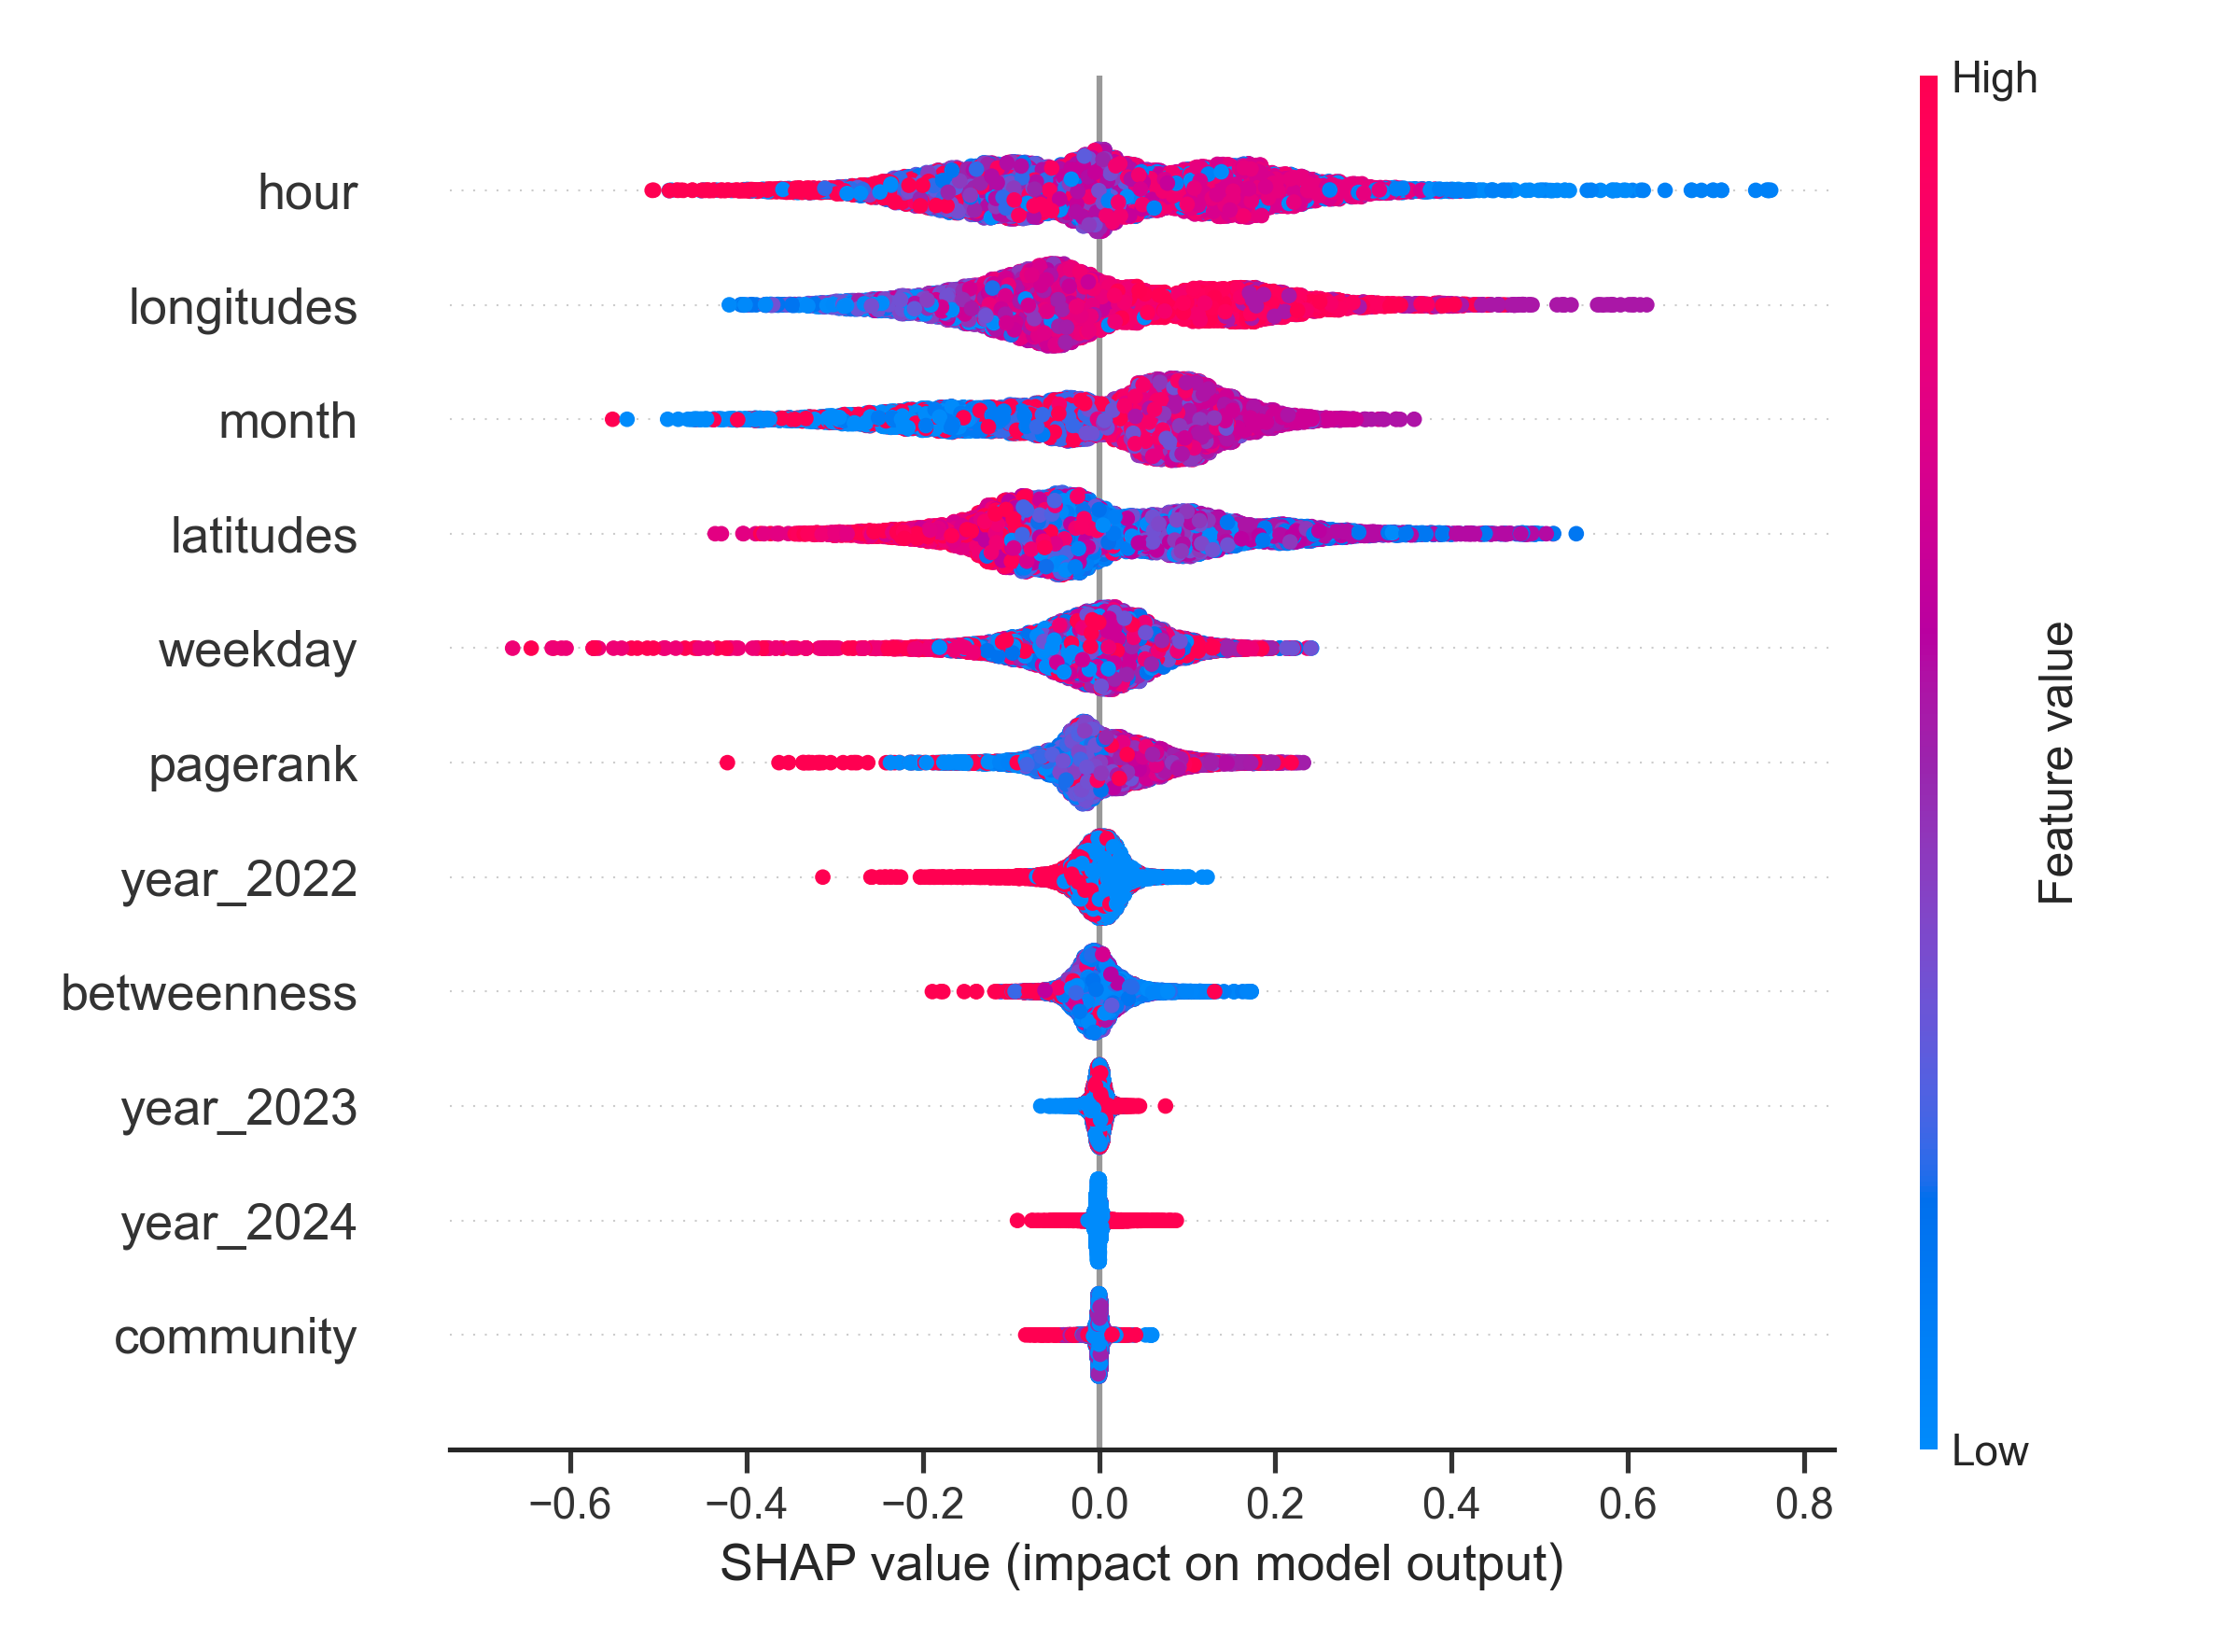 High
hour
longitudes
month
latitudes
weekday
pagerank
year_2022
betweenness
year_2023
year_2024
community
Feature value
Low
−0.6 −0.4 −0.2 0.0 0.2 0.4 0.6 0.8
SHAP value (impact on model output)